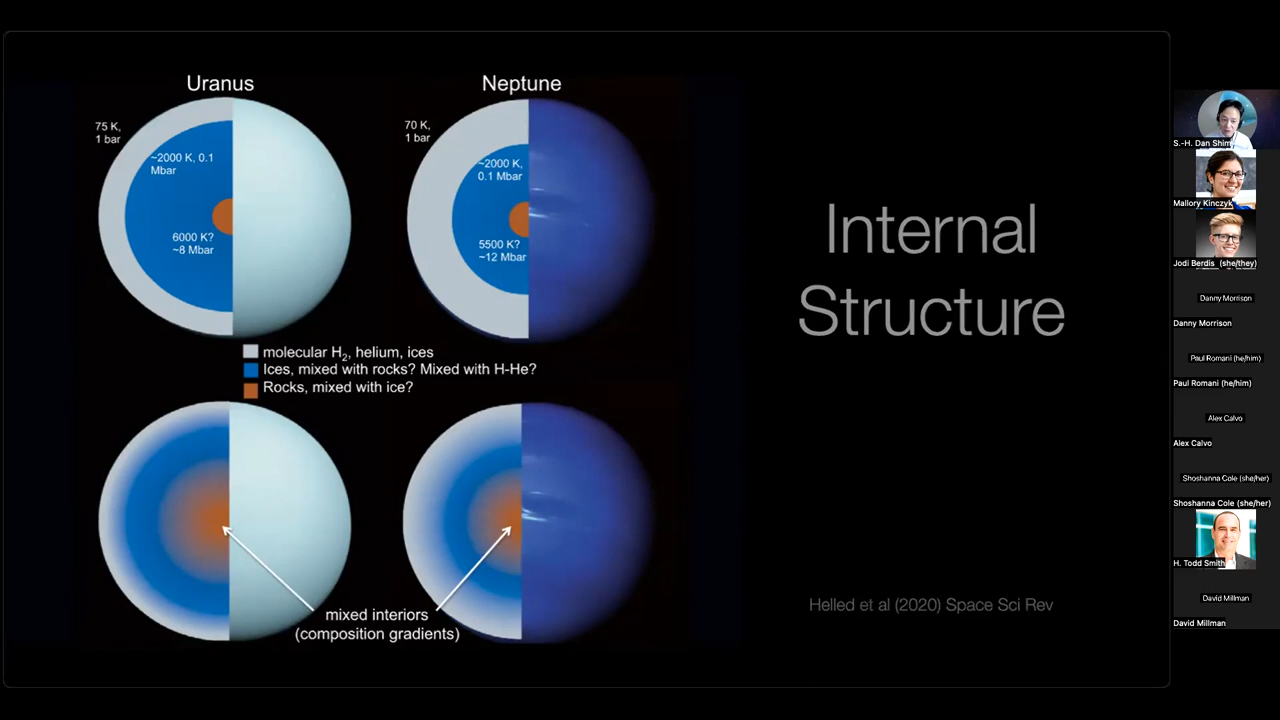 Uranus
Neptune
75 K,
1 bar
~2000 K, 0.1
Mbar
6000 K?
~8 Mbar
70 K,
1 bar
~2000 K,
0.1 Mbar
5500 K?
~12 Mbar
molecular H₂, helium, ices
Ices, mixed with rocks? Mixed with H-He?
Rocks, mixed with ice?
mixed interiors
(composition gradients)
Internal
Structure
Helled et al (2020) Space Sci Rev
S.-H. Dan Shim
Mallory Kinczyk
Jodi Berdis (she/they)
Danny Morrison
Danny Morrison
Paul Romani (he/him)
Paul Romani (he/him)
Alex Calvo
Alex Calvo
Shoshanna Cole (she/her)
Shoshanna Cole (she/her)
H. Todd Smith
David Millman
David Millman